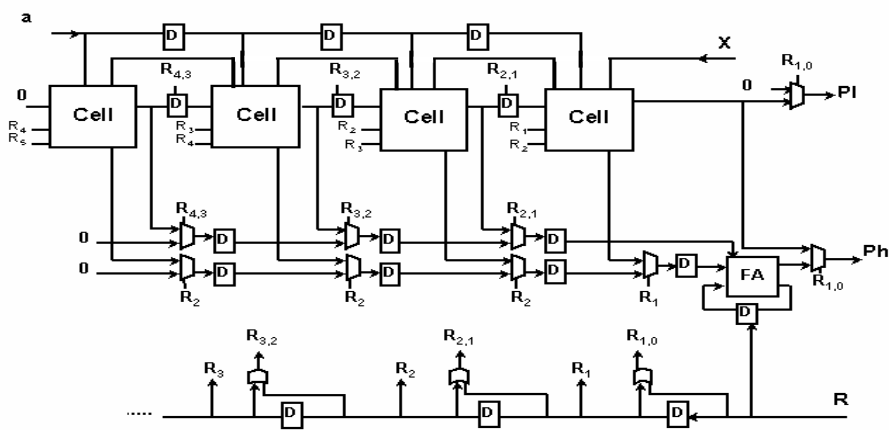 a
D D D
X
R4,3 R3,2 R2,1 R1,0
0 D D D 0 Pl
Cell Cell Cell Cell
R4 R3 R2 R1
R5 R4 R3 R2
R4,3 R3,2 R2,1
0 D D D
0 D D D D FA Ph
R2 R2 R2 R1 R1,0
D
R3,2 R2,1 R1,0
R3 R2 R1
..... D D D R